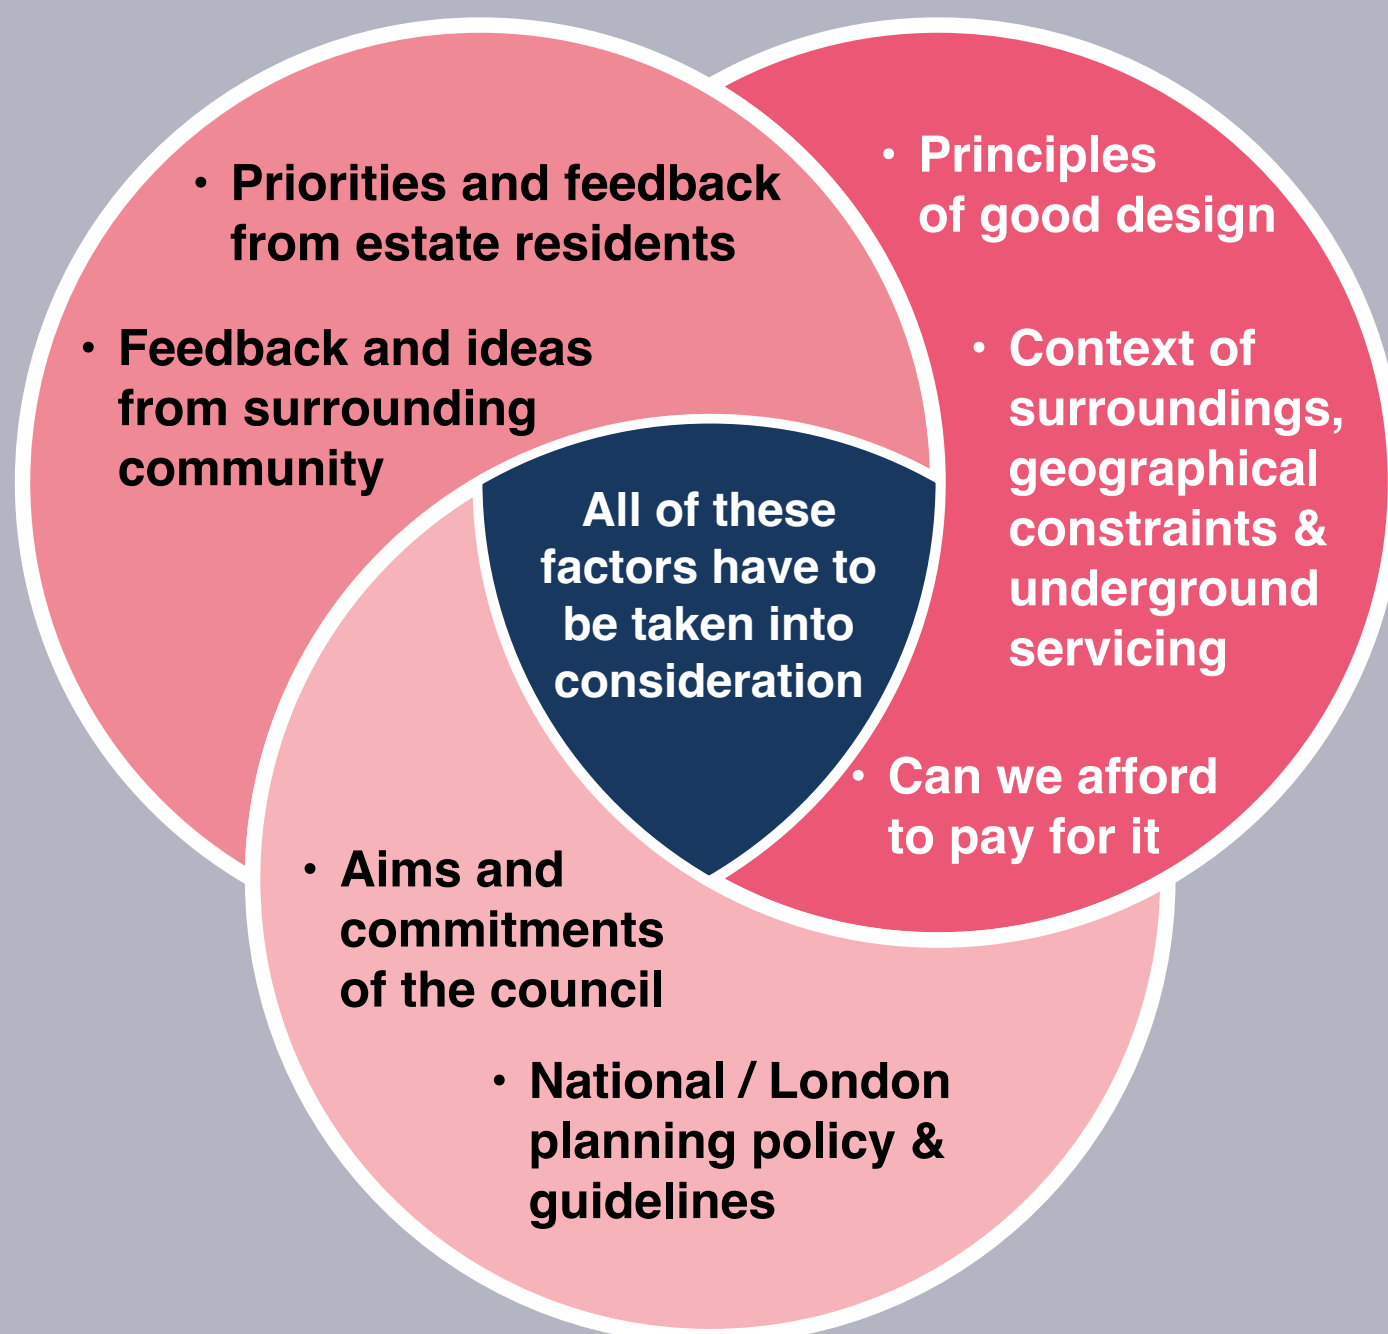 • Priorities and feedback
from estate residents
• Feedback and ideas
from surrounding
community
• Principles
of good design
• Context of
surroundings,
geographical
constraints &
underground
servicing
• Can we afford
to pay for it
All of these
factors have to
be taken into
consideration
• Aims and
commitments
of the council
• National / London
planning policy &
guidelines